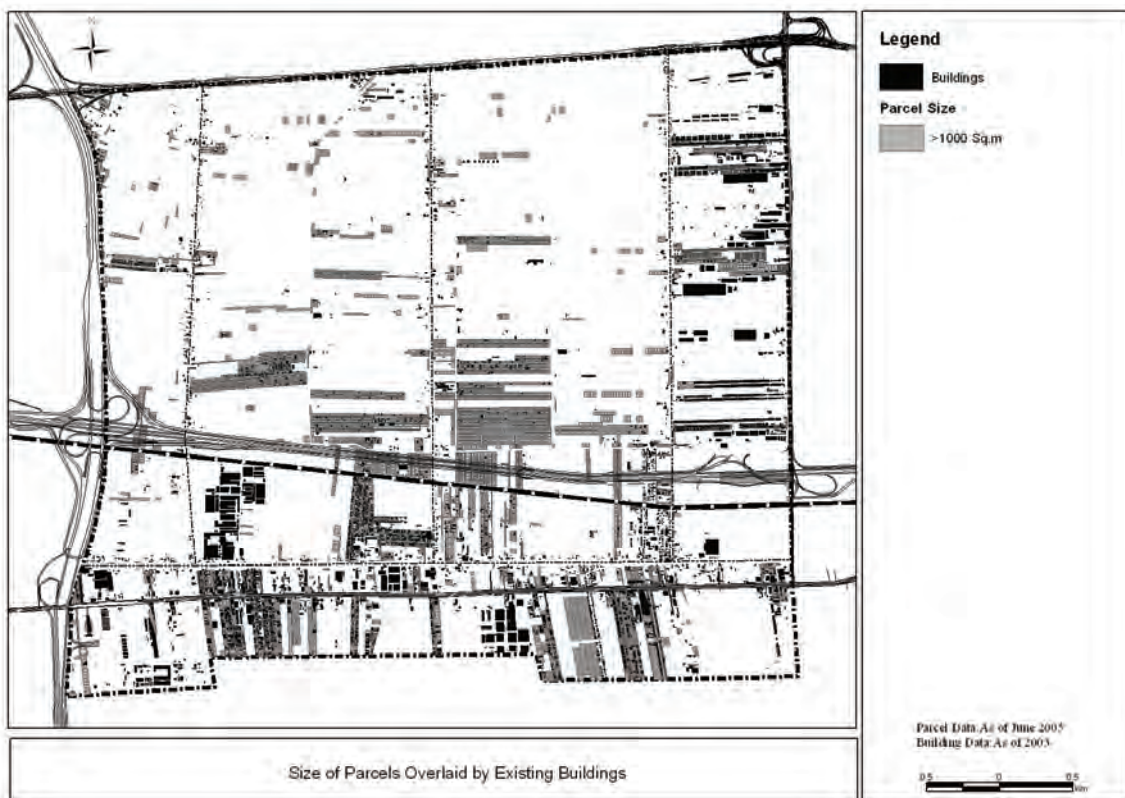 N
Legend
Buildings
Parcel Size
>1000 Sq.m
Parcel Data:As of June 2005
Building Data:As of 2003
0.5 0 0.5
Km
Size of Parcels Overlaid by Existing Buildings